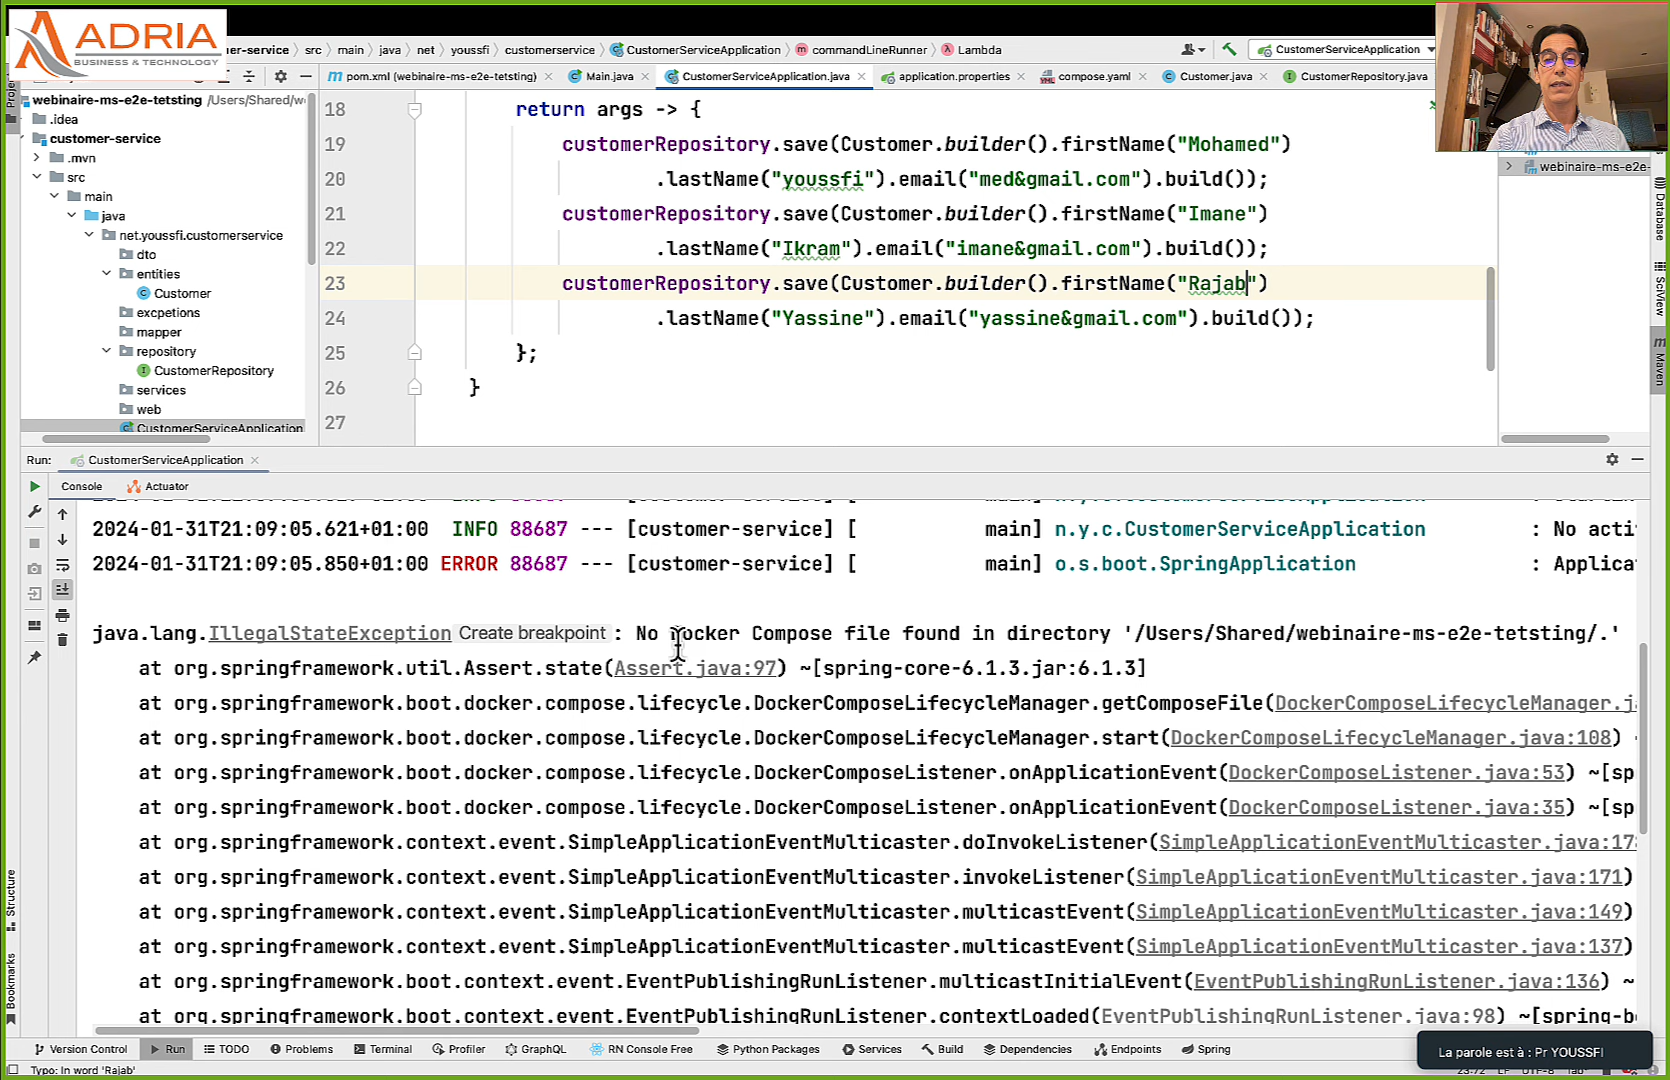 ADRIA
BUSINESS & TECHNOLOGY
er-service src main java net youssfi customerservice CustomerServiceApplication commandLineRunner Lambda
CustomerServiceApplication
pom.xml (webinaire-ms-e2e-tetsting) Main.java CustomerServiceApplication.java application.properties compose.yaml Customer.java CustomerRepository.java
webinaire-ms-e2e-tetsting /Users/Shared/w
.idea
customer-service
.mvn
src
main
java
net.youssfi.customerservice
dto
entities
Customer
excpetions
mapper
repository
CustomerRepository
services
web
CustomerServiceApplication
18 return args -> {
19 customerRepository.save(Customer.builder().firstName("Mohamed")
20 .lastName("youssfi").email("med&gmail.com").build());
21 customerRepository.save(Customer.builder().firstName("Imane")
22 .lastName("Ikram").email("imane&gmail.com").build());
23 customerRepository.save(Customer.builder().firstName("Rajab")
24 .lastName("Yassine").email("yassine&gmail.com").build());
25 };
26 }
27
webinaire-ms-e2e-
Database
SciView
Maven
Run: CustomerServiceApplication
Console Actuator
2024-01-31T21:09:05.621+01:00 INFO 88687 --- [customer-service] [ main] n.y.c.CustomerServiceApplication : No acti
2024-01-31T21:09:05.850+01:00 ERROR 88687 --- [customer-service] [ main] o.s.boot.SpringApplication : Applica
java.lang.IllegalStateException Create breakpoint : No Docker Compose file found in directory '/Users/Shared/webinaire-ms-e2e-tetsting/.'
at org.springframework.util.Assert.state(Assert.java:97) ~[spring-core-6.1.3.jar:6.1.3]
at org.springframework.boot.docker.compose.lifecycle.DockerComposeLifecycleManager.getComposeFile(DockerComposeLifecycleManager.j
at org.springframework.boot.docker.compose.lifecycle.DockerComposeLifecycleManager.start(DockerComposeLifecycleManager.java:108) ~
at org.springframework.boot.docker.compose.lifecycle.DockerComposeListener.onApplicationEvent(DockerComposeListener.java:53) ~[sp
at org.springframework.boot.docker.compose.lifecycle.DockerComposeListener.onApplicationEvent(DockerComposeListener.java:35) ~[sp
at org.springframework.context.event.SimpleApplicationEventMulticaster.doInvokeListener(SimpleApplicationEventMulticaster.java:17
at org.springframework.context.event.SimpleApplicationEventMulticaster.invokeListener(SimpleApplicationEventMulticaster.java:171)
at org.springframework.context.event.SimpleApplicationEventMulticaster.multicastEvent(SimpleApplicationEventMulticaster.java:149)
at org.springframework.context.event.SimpleApplicationEventMulticaster.multicastEvent(SimpleApplicationEventMulticaster.java:137)
at org.springframework.boot.context.event.EventPublishingRunListener.multicastInitialEvent(EventPublishingRunListener.java:136) ~
at org.springframework.boot.context.event.EventPublishingRunListener.contextLoaded(EventPublishingRunListener.java:98) ~[spring-b
Structure
Bookmarks
Version Control Run TODO Problems Terminal Profiler GraphQL RN Console Free Python Packages Services Build Dependencies Endpoints Spring
La parole est à : Pr YOUSSFI
Typo: In word 'Rajab'